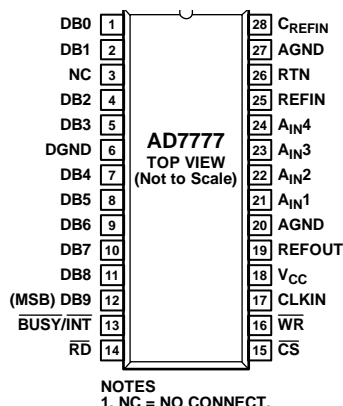 DB0 1
DB1 2
NC 3
DB2 4
DB3 5
DGND 6
DB4 7
DB5 8
DB6 9
DB7 10
DB8 11
(MSB) DB9 12
BUSY/INT 13
RD 14
AD7777
TOP VIEW
(Not to Scale)
28 CREFIN
27 AGND
26 RTN
25 REFIN
24 AIN4
23 AIN3
22 AIN2
21 AIN1
20 AGND
19 REFOUT
18 VCC
17 CLKIN
16 WR
15 CS
NOTES
1. NC = NO CONNECT.